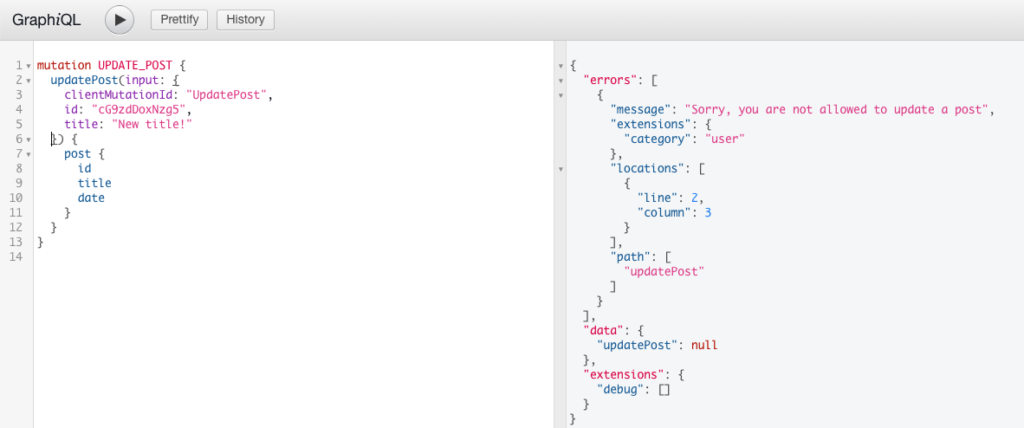 GraphiQL
Prettify
History
1 mutation UPDATE_POST {
2   updatePost(input: {
3     clientMutationId: "UpdatePost",
4     id: "cG9zdDoxNzg5",
5     title: "New title!"
6   }) {
7     post {
8       id
9       title
10       date
11     }
12   }
13 }
14
{
  "errors": [
    {
      "message": "Sorry, you are not allowed to update a post",
      "extensions": {
        "category": "user"
      },
      "locations": [
        {
          "line": 2,
          "column": 3
        }
      ],
      "path": [
        "updatePost"
      ]
    }
  ],
  "data": {
    "updatePost": null
  },
  "extensions": {
    "debug": []
  }
}